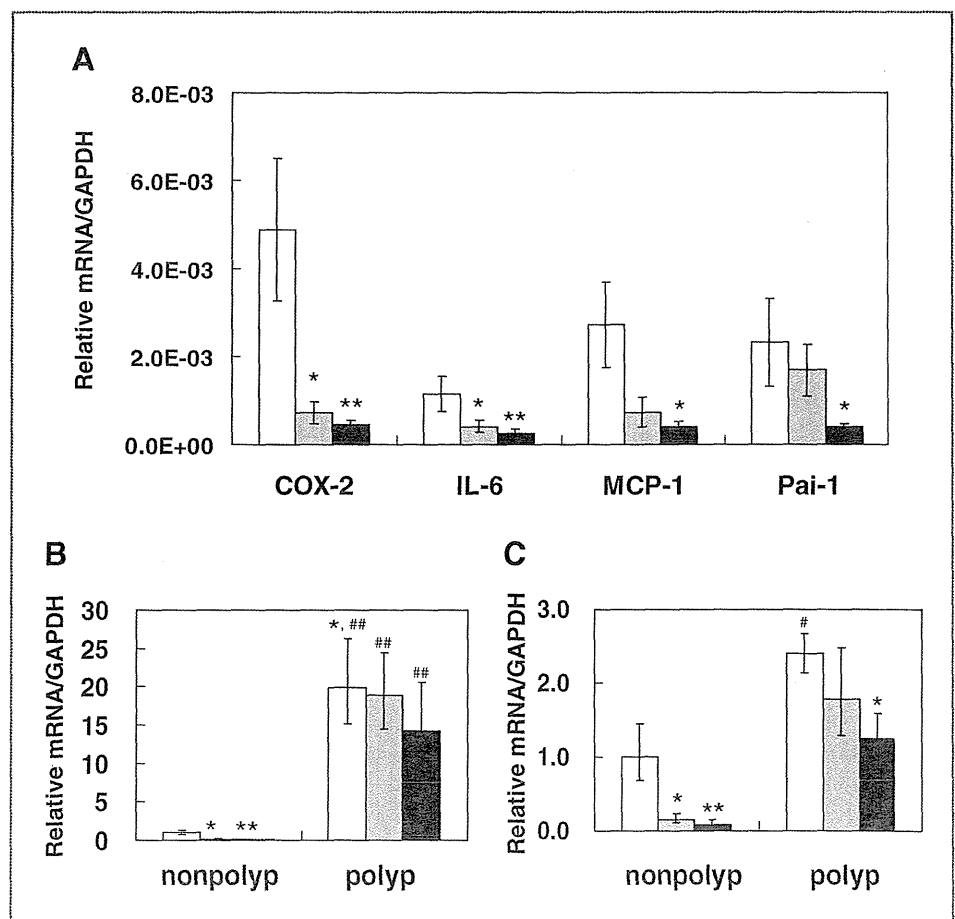 A
Relative mRNA/GAPDH
8.0E-03
6.0E-03
4.0E-03
2.0E-03
0.0E+00
* ** * ** * *
COX-2 IL-6 MCP-1 Pai-1
B
Relative mRNA/GAPDH
30
25
20
15
10
5
0
* ** *, ## ## ##
nonpolyp polyp
C
Relative mRNA/GAPDH
3.0
2.0
1.0
0.0
* ** # *
nonpolyp polyp